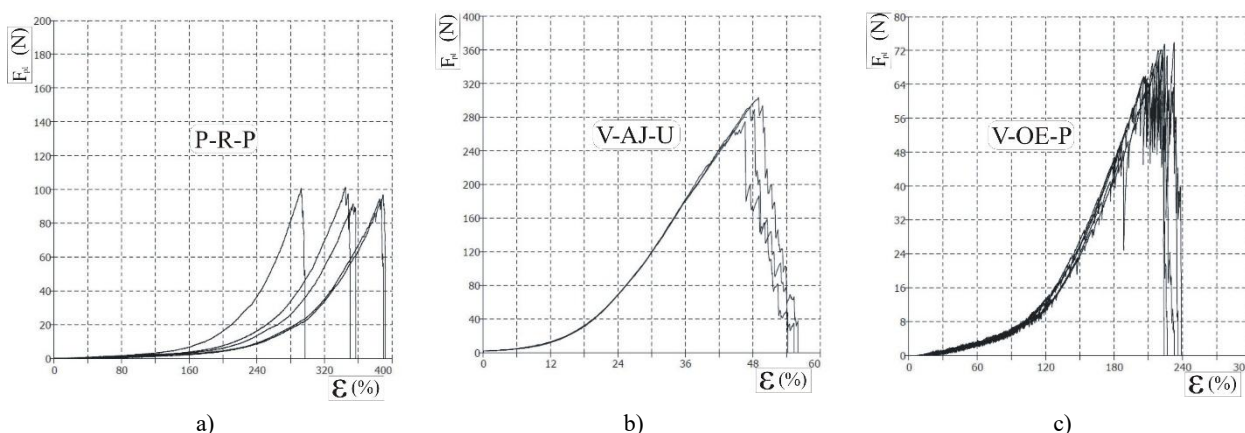 200
180
160
140
120
100
80
60
40
20
0
F_pl (N)
P-R-P
0 80 160 240 320 400
ε (%)
a)
400
360
320
280
240
200
160
120
80
40
0
F_pl (N)
V-AJ-U
0 12 24 36 48 60
ε (%)
b)
80
72
64
56
48
40
32
24
16
8
0
F_pl (N)
V-OE-P
0 60 120 180 240 300
ε (%)
c)